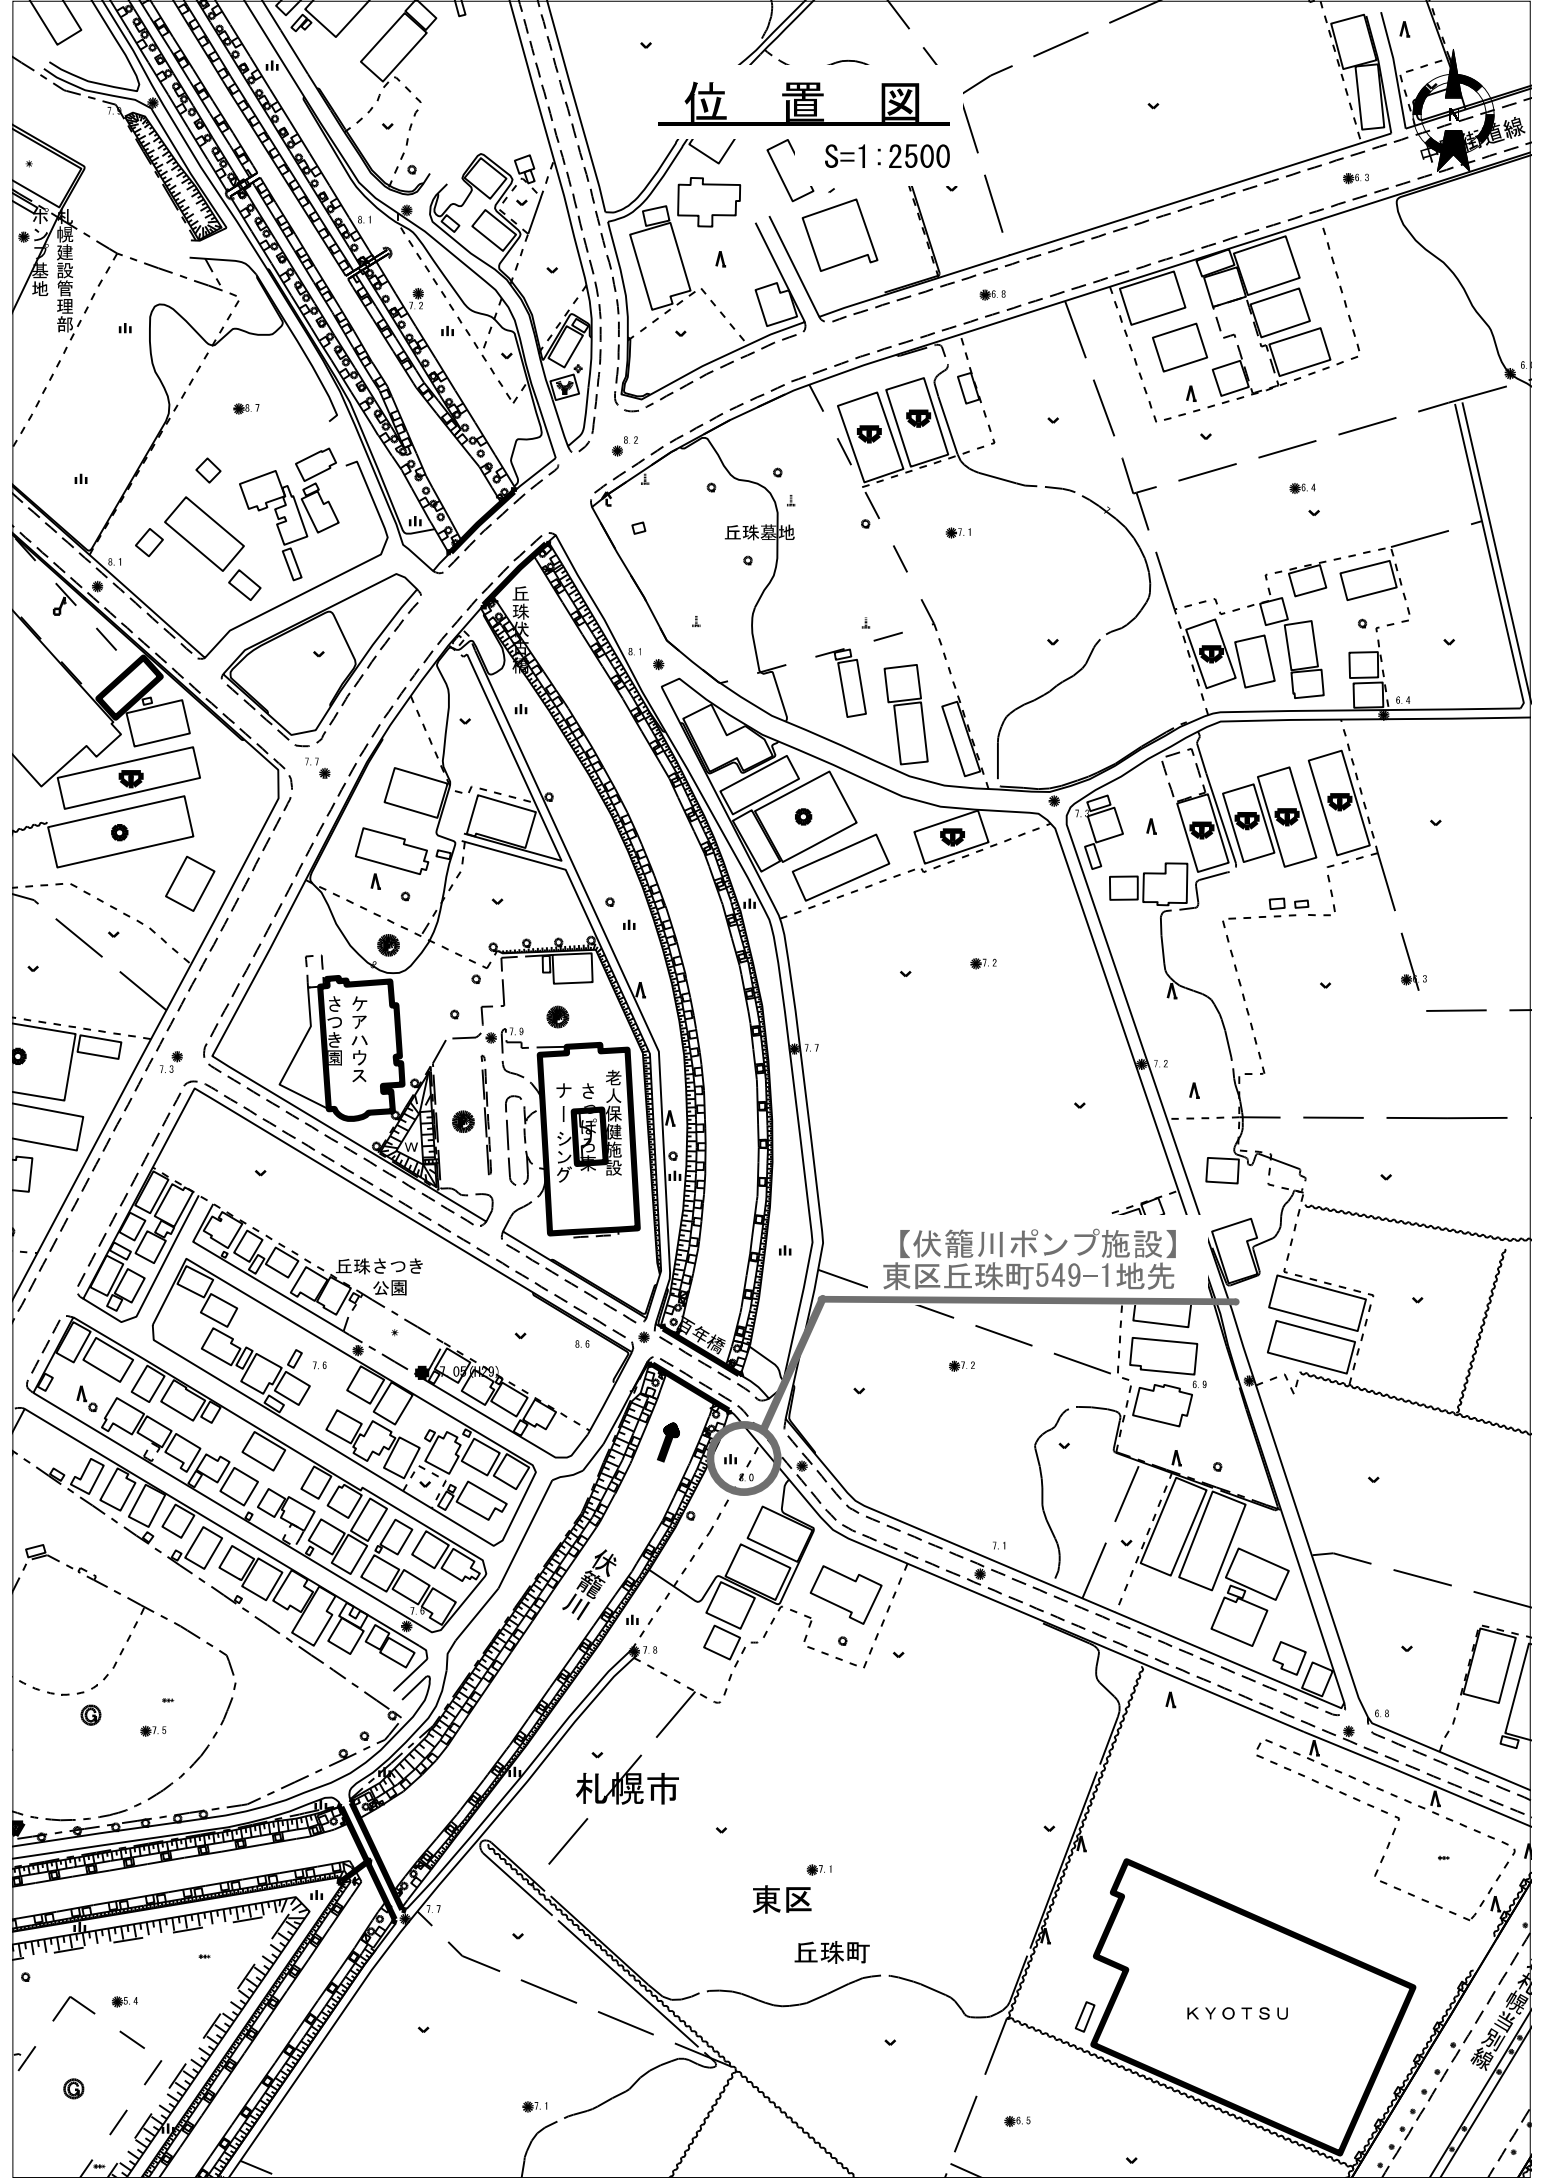 位置図
S=1:2500
7.9
札幌建設管理部
ポンプ基地
8.1
7.2
6.3
6.8
8.7
8.2
6.4
丘珠墓地
7.1
8.1
8.1
6.4
7.7
7.3
7.2
6.3
7.9
7.7
7.2
7.3
ケアハウス
さつき園
老人保健施設
さっぽろ東
ナーシング
W
【伏籠川ポンプ施設】
東区丘珠町549-1地先
丘珠さつき
公園
8.6
百年橋
7.6
7.2
6.9
8.0
7.1
伏籠川
7.6
7.8
7.5
6.8
札幌市
7.1
東区
7.7
丘珠町
5.4
KYOTSU
札幌当別線
7.1
6.5
N
G
G